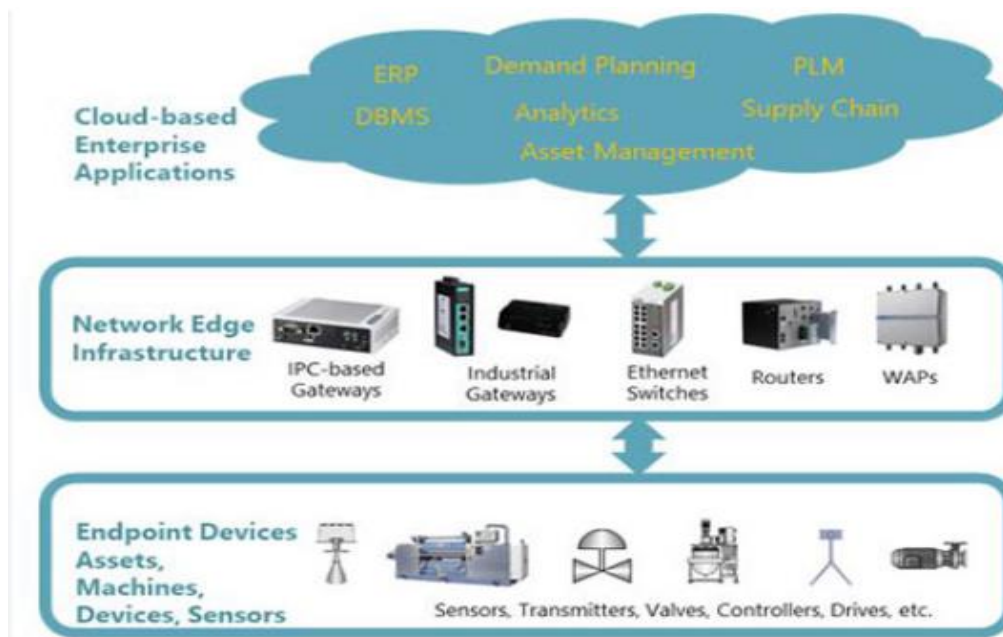 ERP
Demand Planning
PLM
DBMS
Analytics
Supply Chain
Asset Management
Cloud-based
Enterprise
Applications
Network Edge
Infrastructure
IPC-based
Gateways
Industrial
Gateways
Ethernet
Switches
Routers
WAPs
Endpoint Devices
Assets,
Machines,
Devices, Sensors
Sensors, Transmitters, Valves, Controllers, Drives, etc.